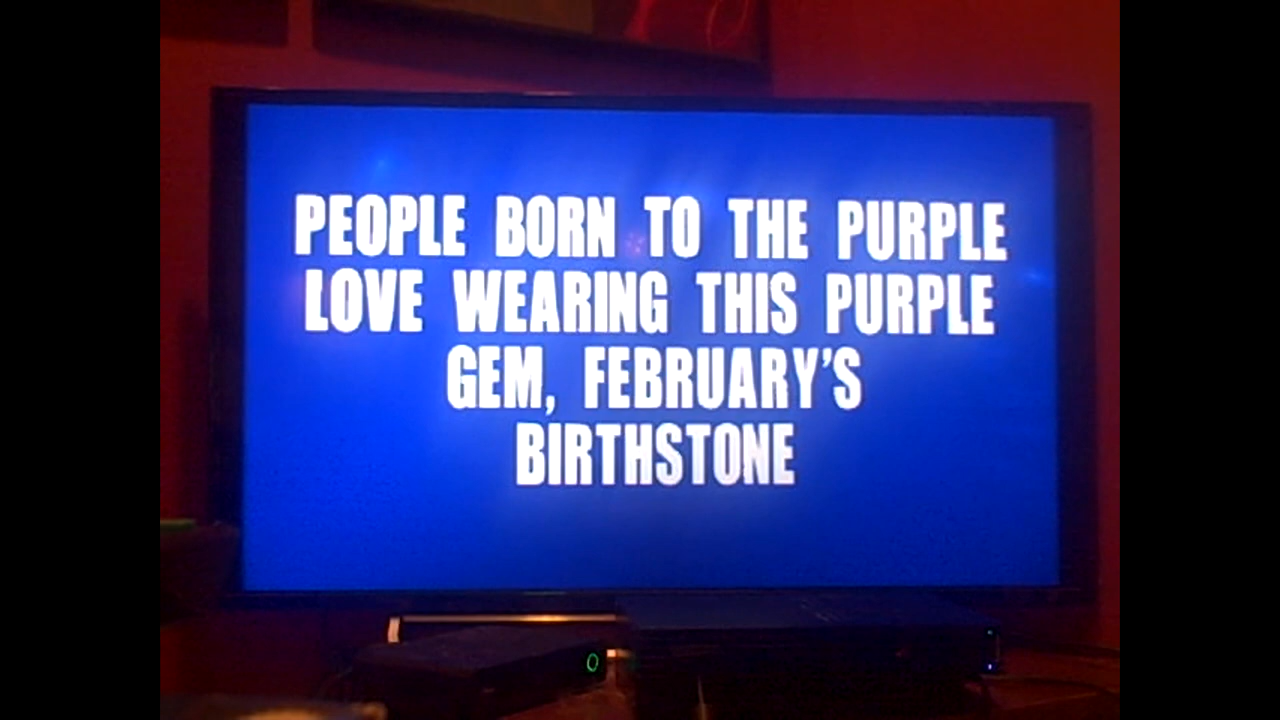 PEOPLE BORN TO THE PURPLE
LOVE WEARING THIS PURPLE
GEM, FEBRUARY'S
BIRTHSTONE